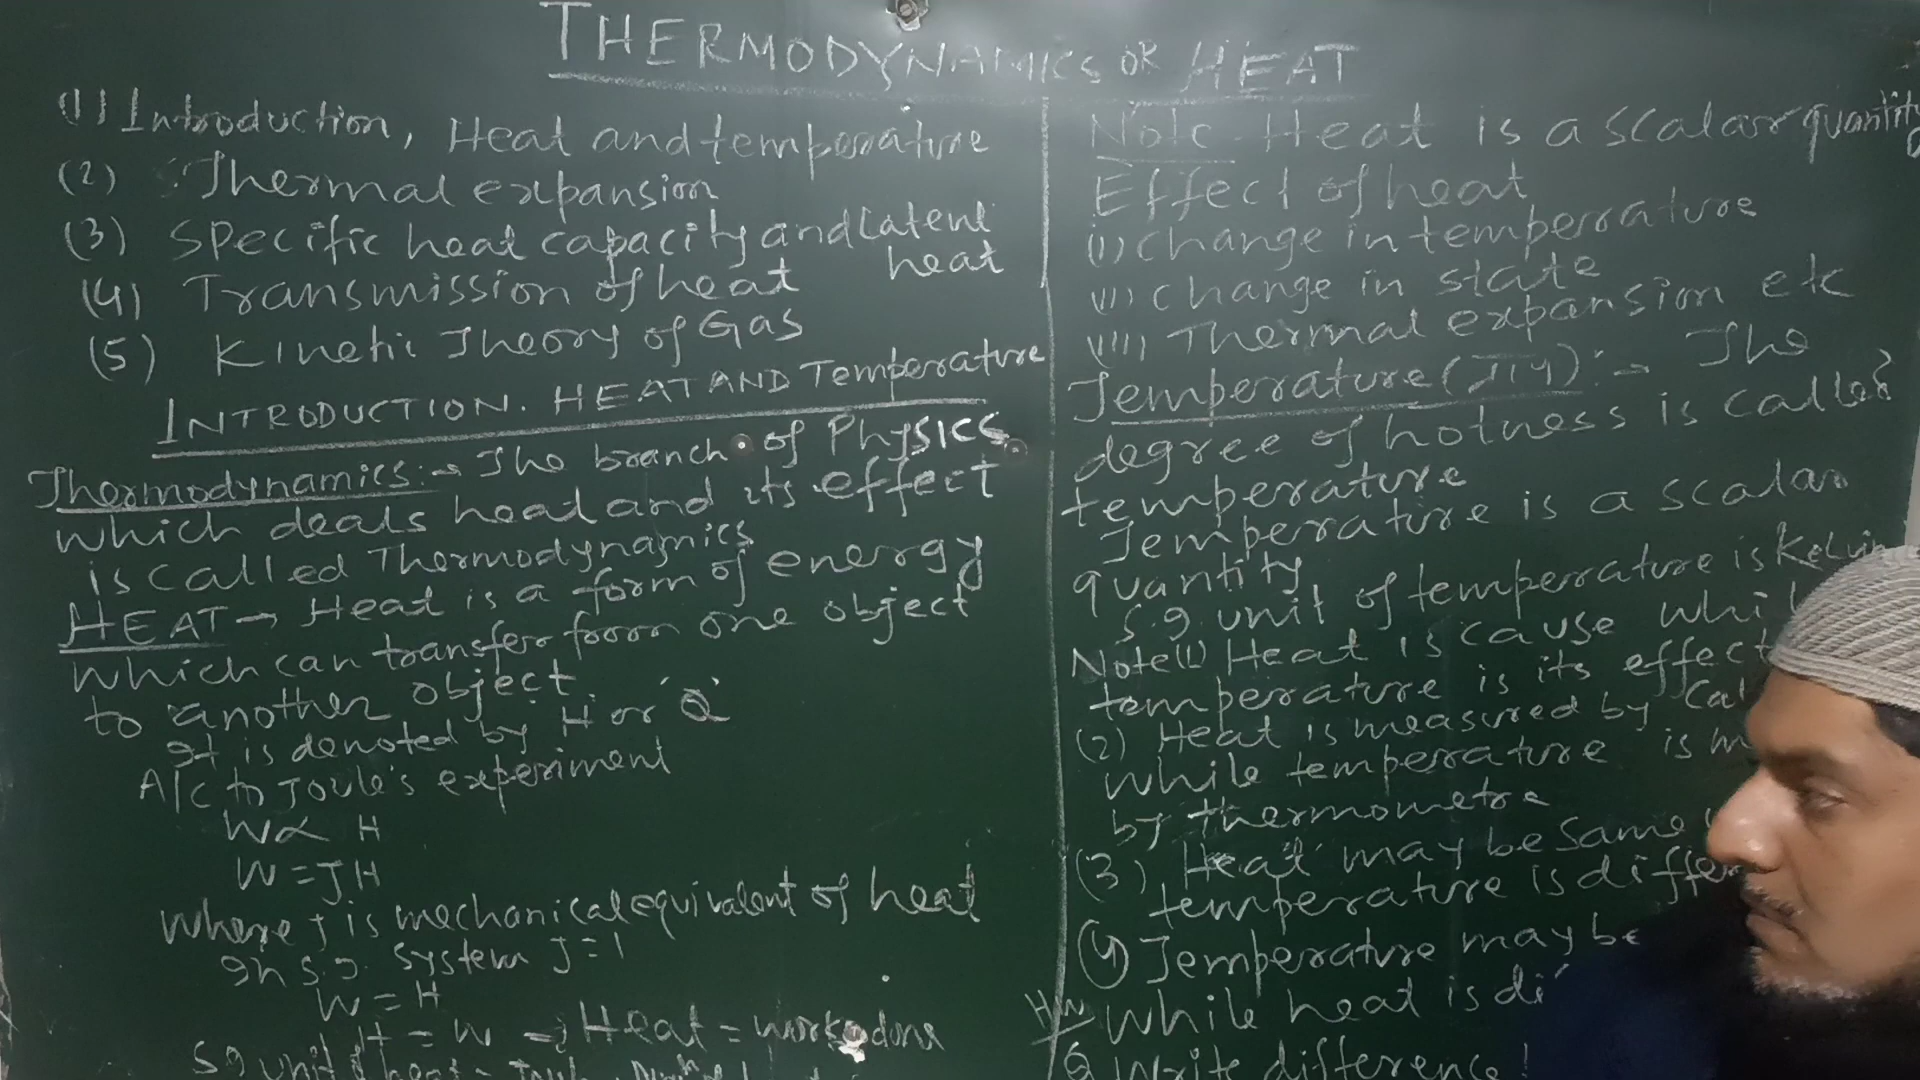 THERMODYNAMICS OR HEAT
(1) Introduction, Heat and temperature
(2) Thermal expansion
(3) Specific heat capacity and Latent
heat
(4) Transmission of heat
(5) Kinetic Theory of Gas
INTRODUCTION. HEAT AND Temperature
Thermodynamics:→ The branch of Physics
which deals heat and its effect
is called Thermodynamics
HEAT → Heat is a form of energy
which can transfer from one object
to another object.
It is denoted by H or 'Q'
A/c to Joule's experiment
W∝ H
W = JH
Where J is mechanical equivalent of heat
In S.I. System J=1
W = H
H = W → Heat = work done
S I unit of heat = Joule
Note Heat is a scalar quantity
Effect of heat
(i) Change in temperature
(ii) Change in state
(iii) Thermal expansion etc
Temperature ( ):→ The
degree of hotness is called
temperature
Temperature is a scalar
quantity
S.I. unit of temperature is Kelvin
Note (1) Heat is cause
temperature is its effect
(2) Heat is measured by
While temperature is
by thermometre
(3) Heat may be same
temperature is
(4) Temperature may be
While heat is
H/W
Q Write difference